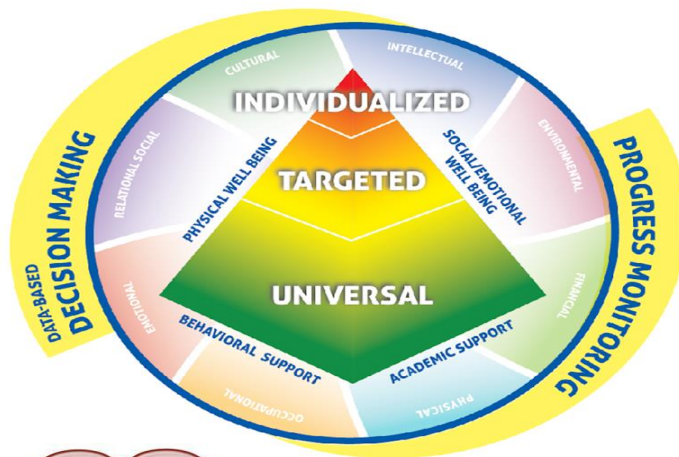 CULTURAL
INTELLECTUAL
INDIVIDUALIZED
ENVIRONMENTAL
RELATIONAL SOCIAL
PHYSICAL WELL BEING
SOCIAL/EMOTIONAL
WELL BEING
TARGETED
DATA-BASED
DECISION MAKING
PROGRESS MONITORING
UNIVERSAL
EMOTIONAL
FINANCIAL
BEHAVIORAL SUPPORT
ACADEMIC SUPPORT
OCCUPATIONAL
PHYSICAL